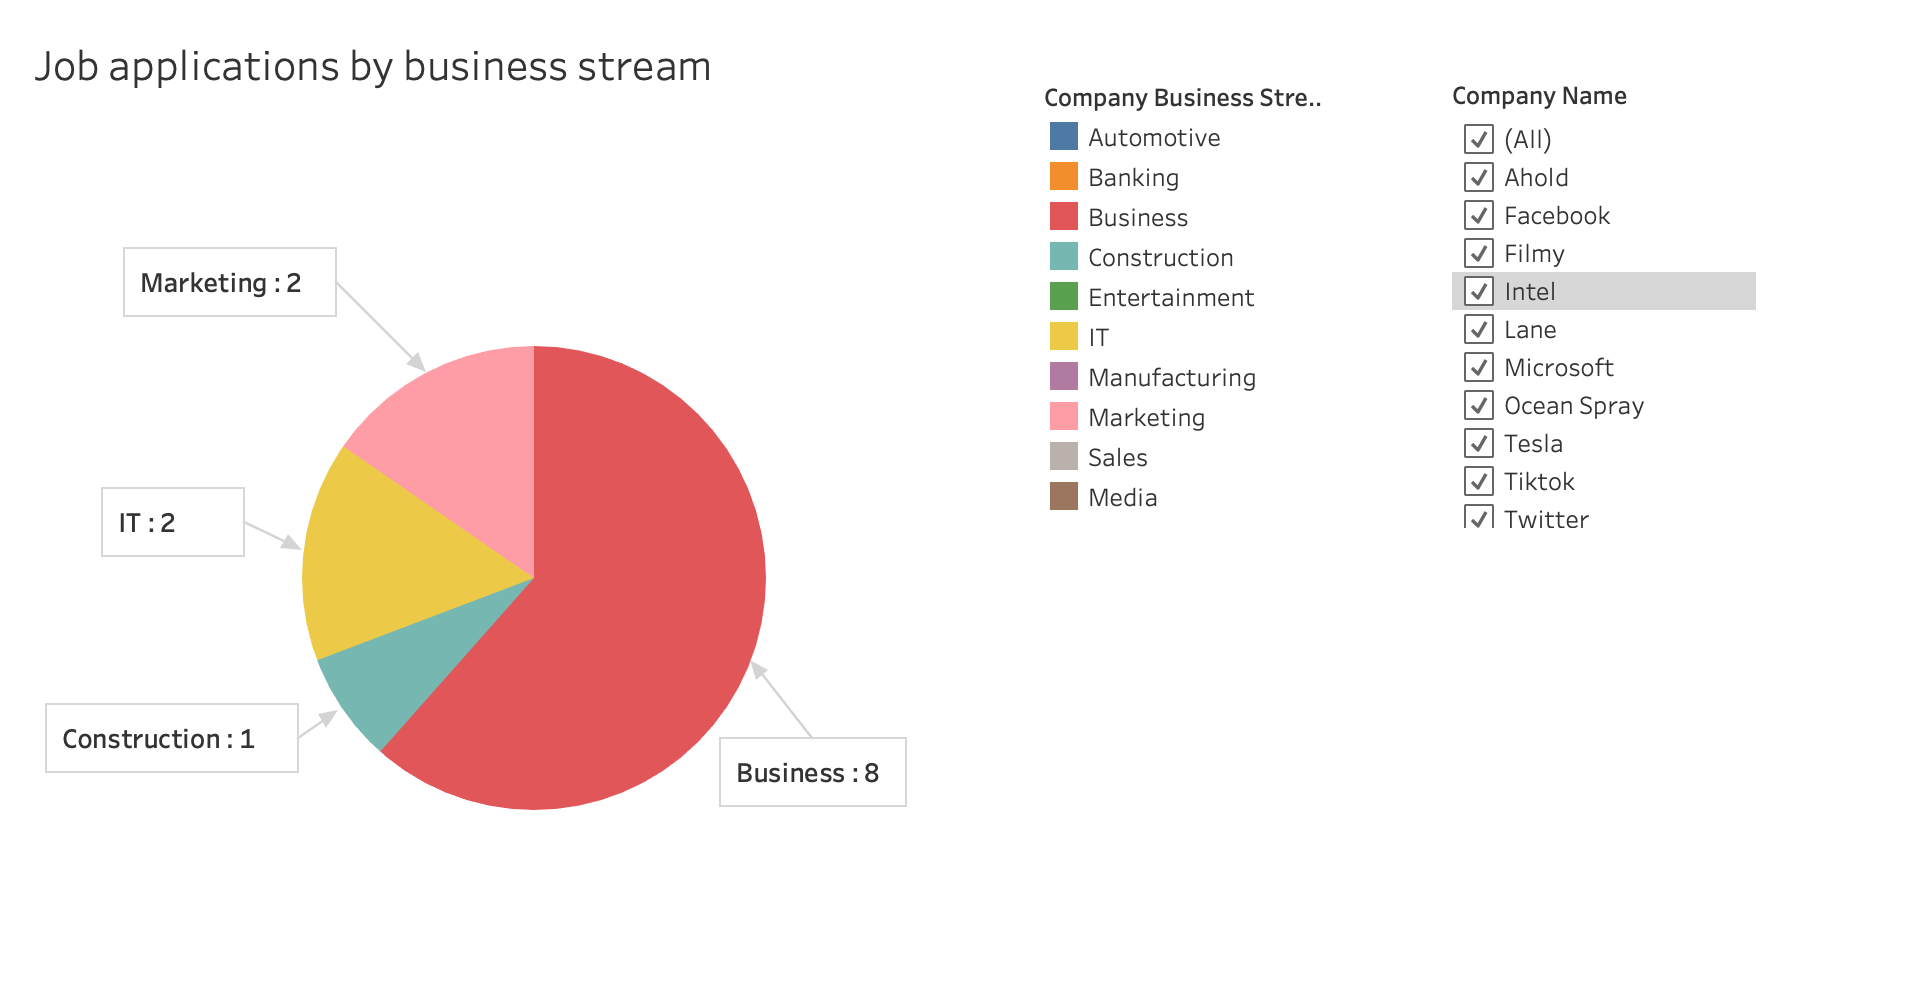 Job applications by business stream
Marketing : 2
IT : 2
Construction : 1
Business : 8
Company Business Stre..
Automotive
Banking
Business
Construction
Entertainment
IT
Manufacturing
Marketing
Sales
Media
Company Name
(All)
Ahold
Facebook
Filmy
Intel
Lane
Microsoft
Ocean Spray
Tesla
Tiktok
Twitter